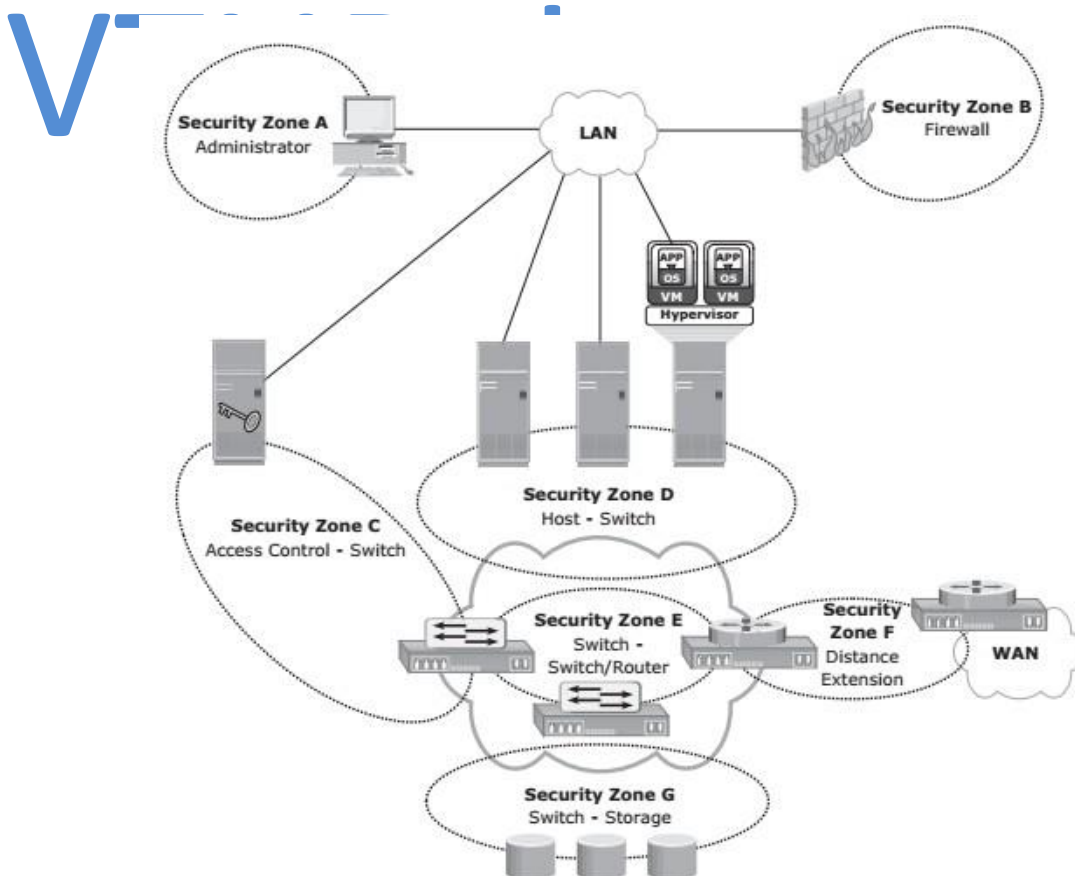 V
Security Zone A
Administrator
LAN
Security Zone B
Firewall
APP
OS
VM
APP
OS
VM
Hypervisor
Security Zone D
Host - Switch
Security Zone C
Access Control - Switch
Security Zone E
Switch -
Switch/Router
Security
Zone F
Distance
Extension
WAN
Security Zone G
Switch - Storage